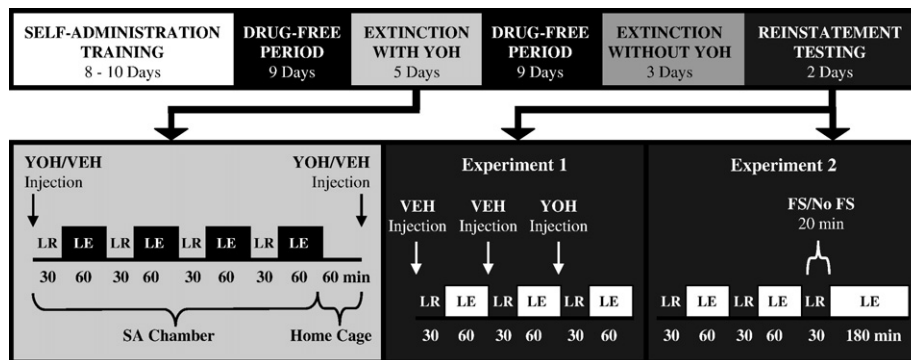 SELF-ADMINISTRATION TRAINING
8 - 10 Days
DRUG-FREE PERIOD
9 Days
EXTINCTION WITH YOH
5 Days
DRUG-FREE PERIOD
9 Days
EXTINCTION WITHOUT YOH
3 Days
REINSTATEMENT TESTING
2 Days
YOH/VEH
Injection
YOH/VEH
Injection
LR LE LR LE LR LE LR LE
30 60 30 60 30 60 30 60 60 min
SA Chamber
Home Cage
Experiment 1
VEH
Injection
VEH
Injection
YOH
Injection
LR LE LR LE LR LE
30 60 30 60 30 60
Experiment 2
FS/No FS
20 min
LR LE LR LE LR LE
30 60 30 60 30 180 min